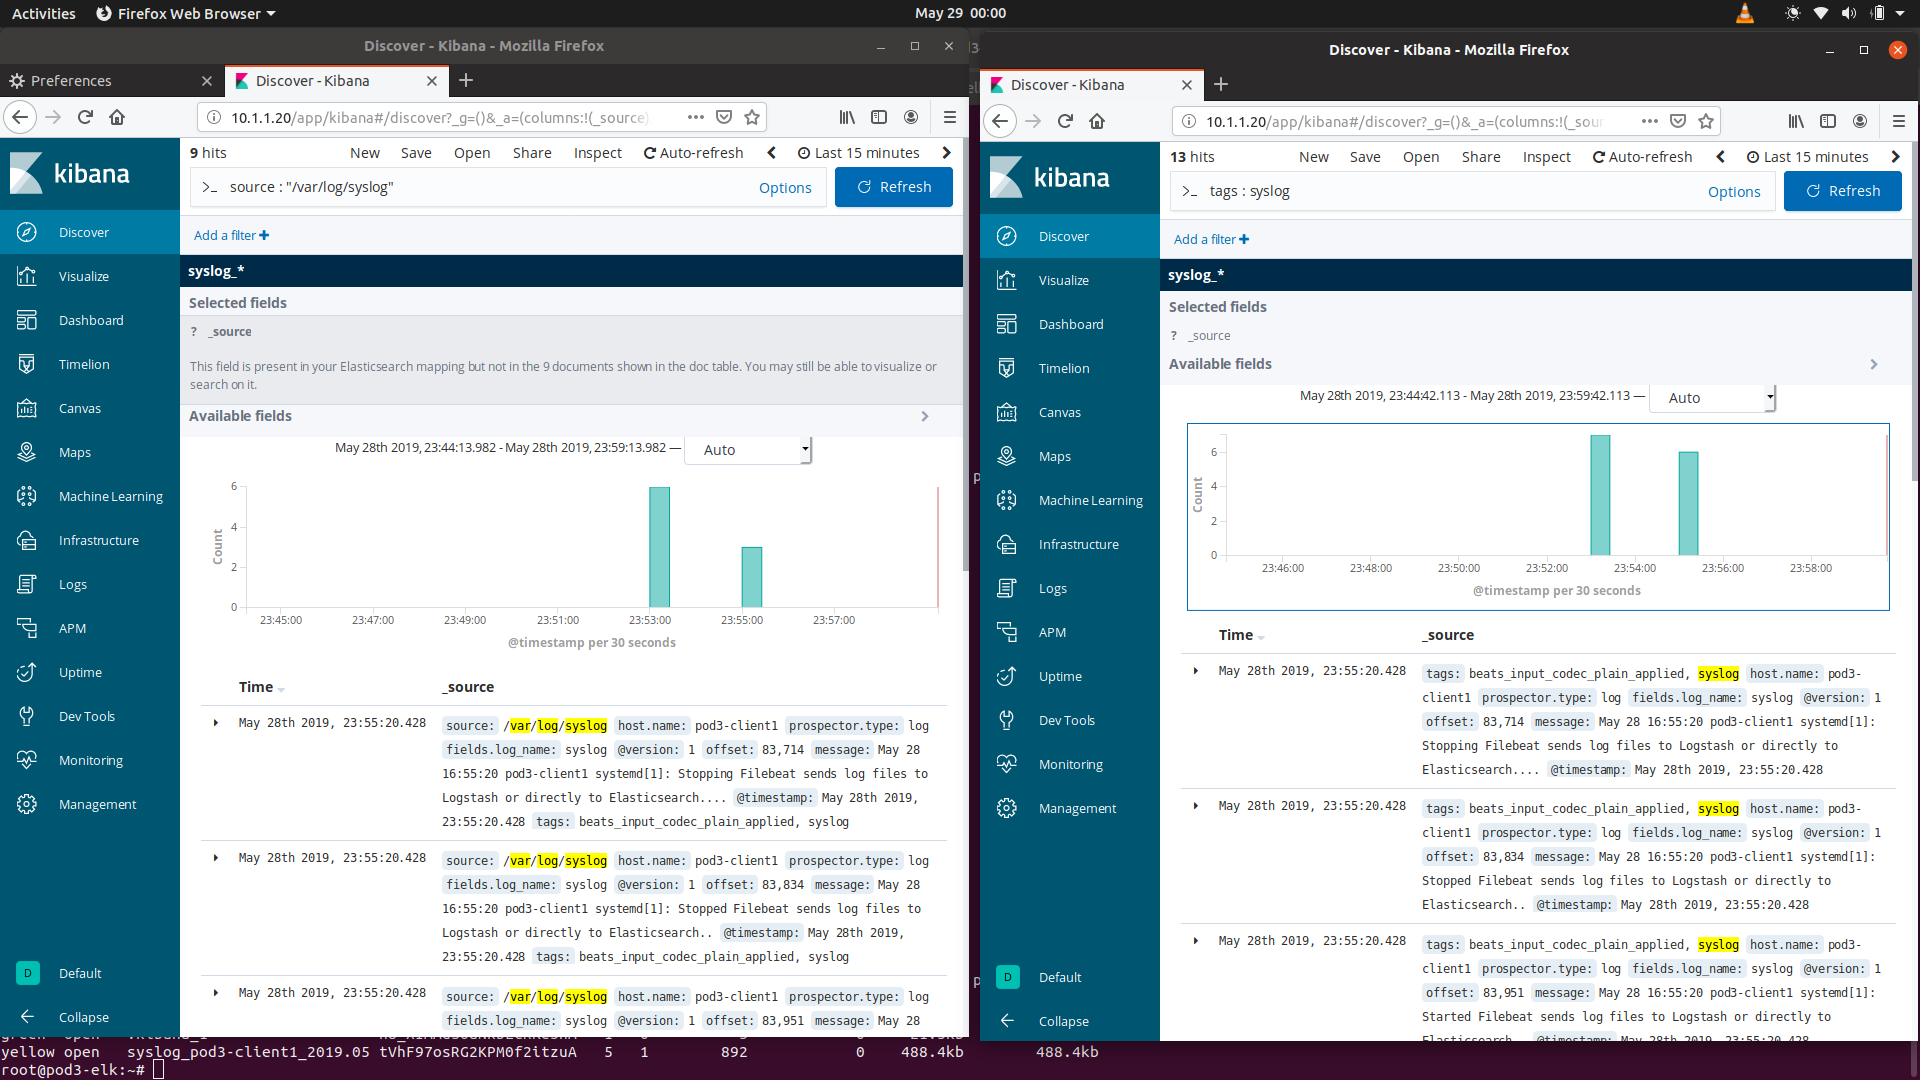 Activities Firefox Web Browser May 29 00:00
Discover - Kibana - Mozilla Firefox
Preferences
Discover - Kibana
10.1.1.20/app/kibana#/discover?_g=()&_a=(columns:!(_source)
kibana
Discover
Visualize
Dashboard
Timelion
Canvas
Maps
Machine Learning
Infrastructure
Logs
APM
Uptime
Dev Tools
Monitoring
Management
D Default
Collapse
9 hits New Save Open Share Inspect Auto-refresh Last 15 minutes
>_ source : "/var/log/syslog" Options Refresh
Add a filter +
syslog_*
Selected fields
? _source
This field is present in your Elasticsearch mapping but not in the 9 documents shown in the doc table. You may still be able to visualize or
search on it.
Available fields
May 28th 2019, 23:44:13.982 - May 28th 2019, 23:59:13.982 — Auto
6
4
2
0
Count
23:45:00 23:47:00 23:49:00 23:51:00 23:53:00 23:55:00 23:57:00
@timestamp per 30 seconds
Time _source
May 28th 2019, 23:55:20.428 source: /var/log/syslog host.name: pod3-client1 prospector.type: log
fields.log_name: syslog @version: 1 offset: 83,714 message: May 28
16:55:20 pod3-client1 systemd[1]: Stopping Filebeat sends log files to
Logstash or directly to Elasticsearch.... @timestamp: May 28th 2019,
23:55:20.428 tags: beats_input_codec_plain_applied, syslog
May 28th 2019, 23:55:20.428 source: /var/log/syslog host.name: pod3-client1 prospector.type: log
fields.log_name: syslog @version: 1 offset: 83,834 message: May 28
16:55:20 pod3-client1 systemd[1]: Stopped Filebeat sends log files to
Logstash or directly to Elasticsearch.. @timestamp: May 28th 2019,
23:55:20.428 tags: beats_input_codec_plain_applied, syslog
May 28th 2019, 23:55:20.428 source: /var/log/syslog host.name: pod3-client1 prospector.type: log
fields.log_name: syslog @version: 1 offset: 83,951 message: May 28
Discover - Kibana - Mozilla Firefox
Discover - Kibana
10.1.1.20/app/kibana#/discover?_g=()&_a=(columns:!(_sour
kibana
Discover
Visualize
Dashboard
Timelion
Canvas
Maps
Machine Learning
Infrastructure
Logs
APM
Uptime
Dev Tools
Monitoring
Management
D Default
Collapse
13 hits New Save Open Share Inspect Auto-refresh Last 15 minutes
>_ tags : syslog Options Refresh
Add a filter +
syslog_*
Selected fields
? _source
Available fields
May 28th 2019, 23:44:42.113 - May 28th 2019, 23:59:42.113 — Auto
6
4
2
0
Count
23:46:00 23:48:00 23:50:00 23:52:00 23:54:00 23:56:00 23:58:00
@timestamp per 30 seconds
Time _source
May 28th 2019, 23:55:20.428 tags: beats_input_codec_plain_applied, syslog host.name: pod3-
client1 prospector.type: log fields.log_name: syslog @version: 1
offset: 83,714 message: May 28 16:55:20 pod3-client1 systemd[1]:
Stopping Filebeat sends log files to Logstash or directly to
Elasticsearch.... @timestamp: May 28th 2019, 23:55:20.428
May 28th 2019, 23:55:20.428 tags: beats_input_codec_plain_applied, syslog host.name: pod3-
client1 prospector.type: log fields.log_name: syslog @version: 1
offset: 83,834 message: May 28 16:55:20 pod3-client1 systemd[1]:
Stopped Filebeat sends log files to Logstash or directly to
Elasticsearch.. @timestamp: May 28th 2019, 23:55:20.428
May 28th 2019, 23:55:20.428 tags: beats_input_codec_plain_applied, syslog host.name: pod3-
client1 prospector.type: log fields.log_name: syslog @version: 1
offset: 83,951 message: May 28 16:55:20 pod3-client1 systemd[1]:
Started Filebeat sends log files to Logstash or directly to
yellow open syslog_pod3-client1_2019.05 tVhF97osRG2KPM0f2itzuA 5 1 892 0 488.4kb 488.4kb
root@pod3-elk:~#